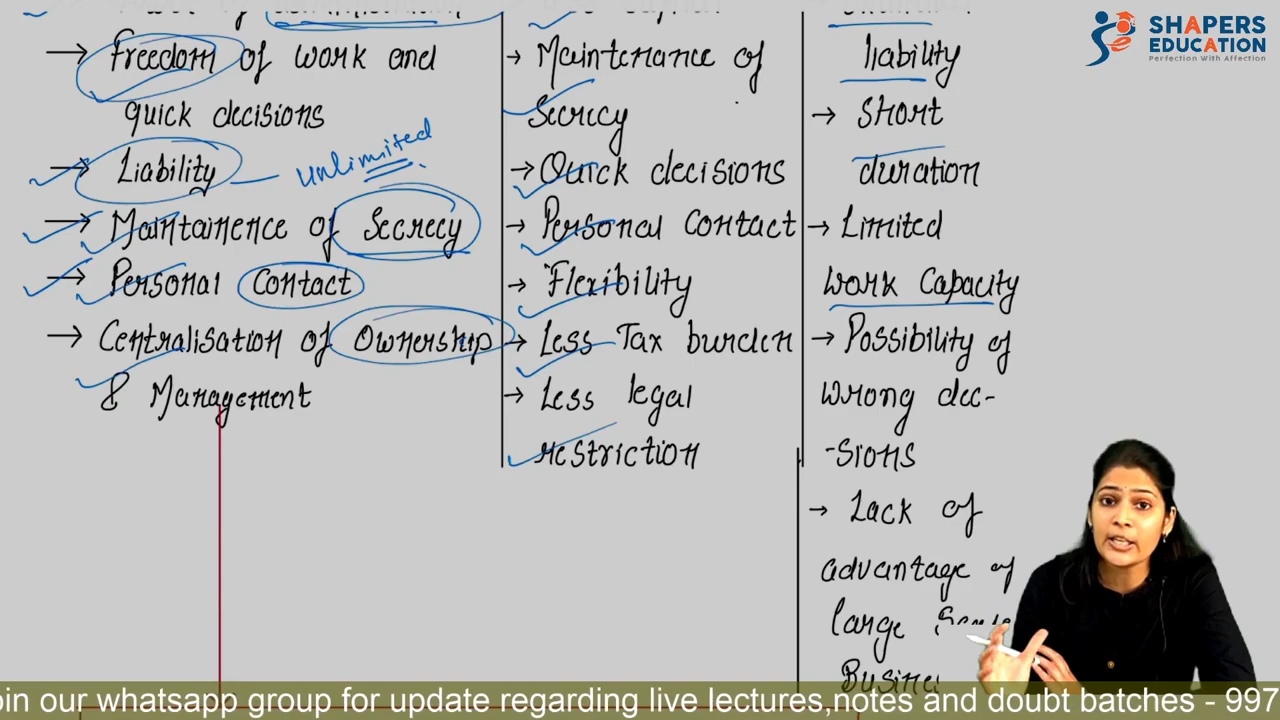 SHAPERS
EDUCATION
Perfection With Affection
→ Freedom of work and
quick decisions
→ Liability — unlimited
→ Maintainence of Secrecy
→ Personal Contact
→ Centralisation of Ownership
& Management
→ Maintenance of
Secrecy
→ Quick decisions
→ Personal Contact
→ Flexibility
→ Less Tax burden
→ Less legal
restriction
liability
→ Short
duration
→ Limited
Work Capacity
→ Possibility of
wrong dec-
-sions
→ Lack of
advantage of
large
oin our whatsapp group for update regarding live lectures,notes and doubt batches - 997